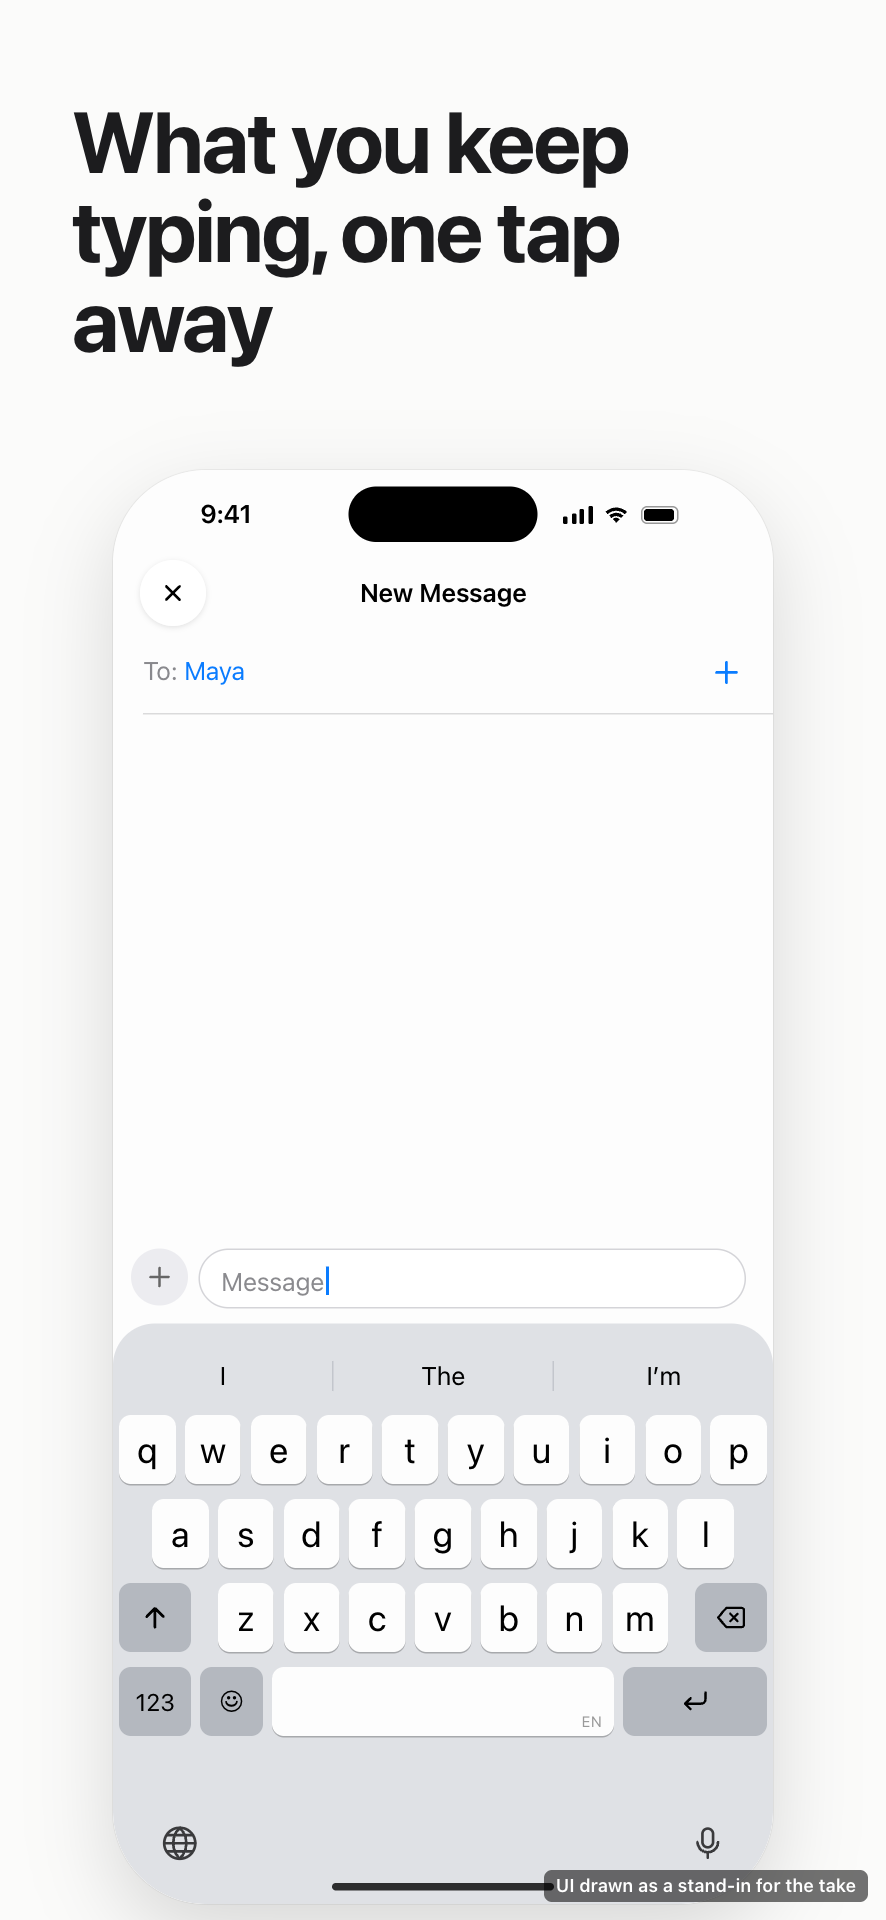 What you keep
typing, one tap
away
9:41
New Message
To: Maya
Message
I The I’m
q w e r t y u i o p
a s d f g h j k l
z x c v b n m
123
EN
UI drawn as a stand-in for the take